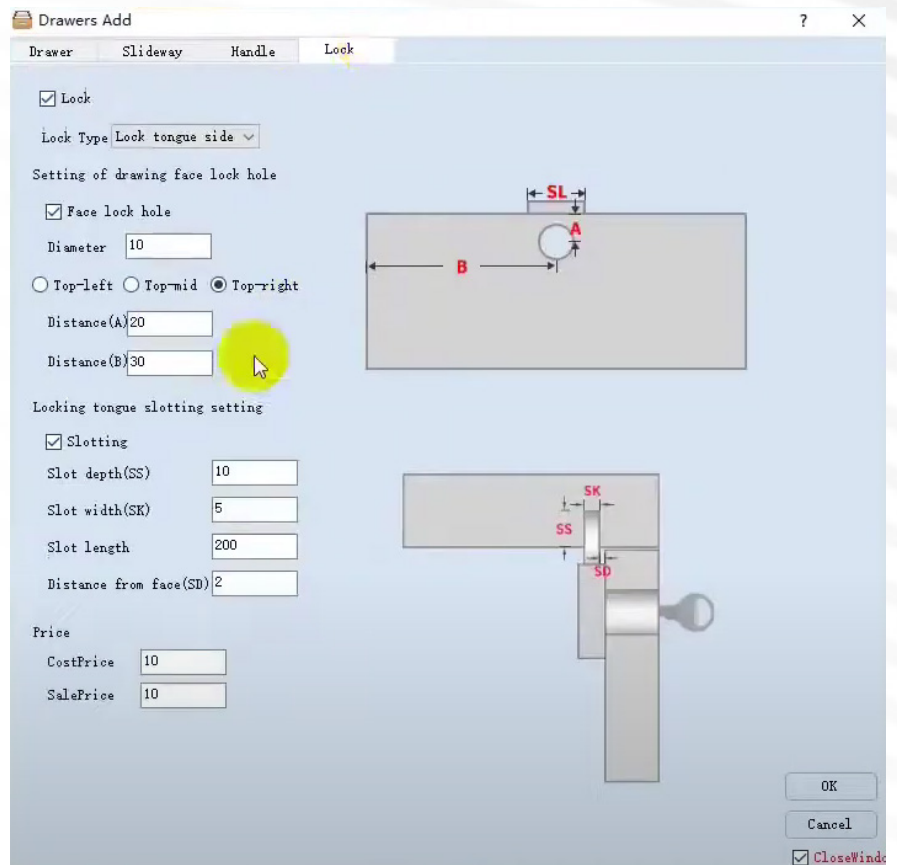 Drawers Add ? ×
Drawer Slideway Handle Lock
Lock
Lock Type Lock tongue side
Setting of drawing face lock hole
Face lock hole
Diameter 10
Top-left Top-mid Top-right
Distance(A) 20
Distance(B) 30
Locking tongue slotting setting
Slotting
Slot depth(SS) 10
Slot width(SK) 5
Slot length 200
Distance from face(SD) 2
Price
CostPrice 10
SalePrice 10
SL
A
B
SK
SS
SD
OK
Cancel